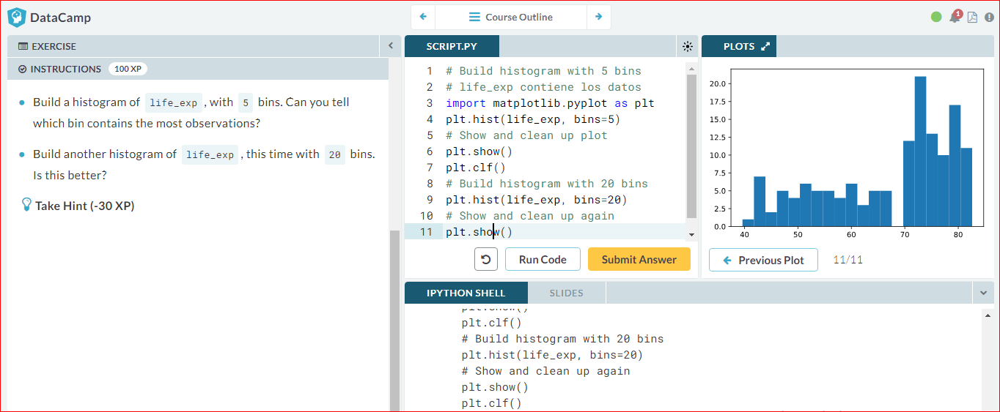 DataCamp
Course Outline
1
EXERCISE
INSTRUCTIONS 100 XP
Build a histogram of life_exp , with 5 bins. Can you tell
which bin contains the most observations?
Build another histogram of life_exp , this time with 20 bins.
Is this better?
Take Hint (-30 XP)
SCRIPT.PY
1 # Build histogram with 5 bins
2 # life_exp contiene los datos
3 import matplotlib.pyplot as plt
4 plt.hist(life_exp, bins=5)
5 # Show and clean up plot
6 plt.show()
7 plt.clf()
8 # Build histogram with 20 bins
9 plt.hist(life_exp, bins=20)
10 # Show and clean up again
11 plt.show()
Run Code
Submit Answer
PLOTS
20.0
17.5
15.0
12.5
10.0
7.5
5.0
2.5
0.0
40 50 60 70 80
Previous Plot 11/11
IPYTHON SHELL SLIDES
plt.show()
plt.clf()
# Build histogram with 20 bins
plt.hist(life_exp, bins=20)
# Show and clean up again
plt.show()
plt.clf()